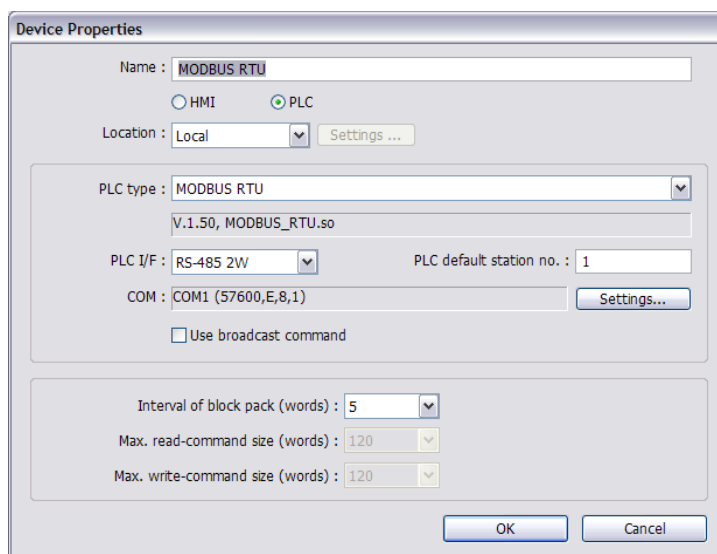 Device Properties
Name : MODBUS RTU
HMI PLC
Location : Local Settings ...
PLC type : MODBUS RTU
V.1.50, MODBUS_RTU.so
PLC I/F : RS-485 2W PLC default station no. : 1
COM : COM1 (57600,E,8,1) Settings...
Use broadcast command
Interval of block pack (words) : 5
Max. read-command size (words) : 120
Max. write-command size (words) : 120
OK Cancel